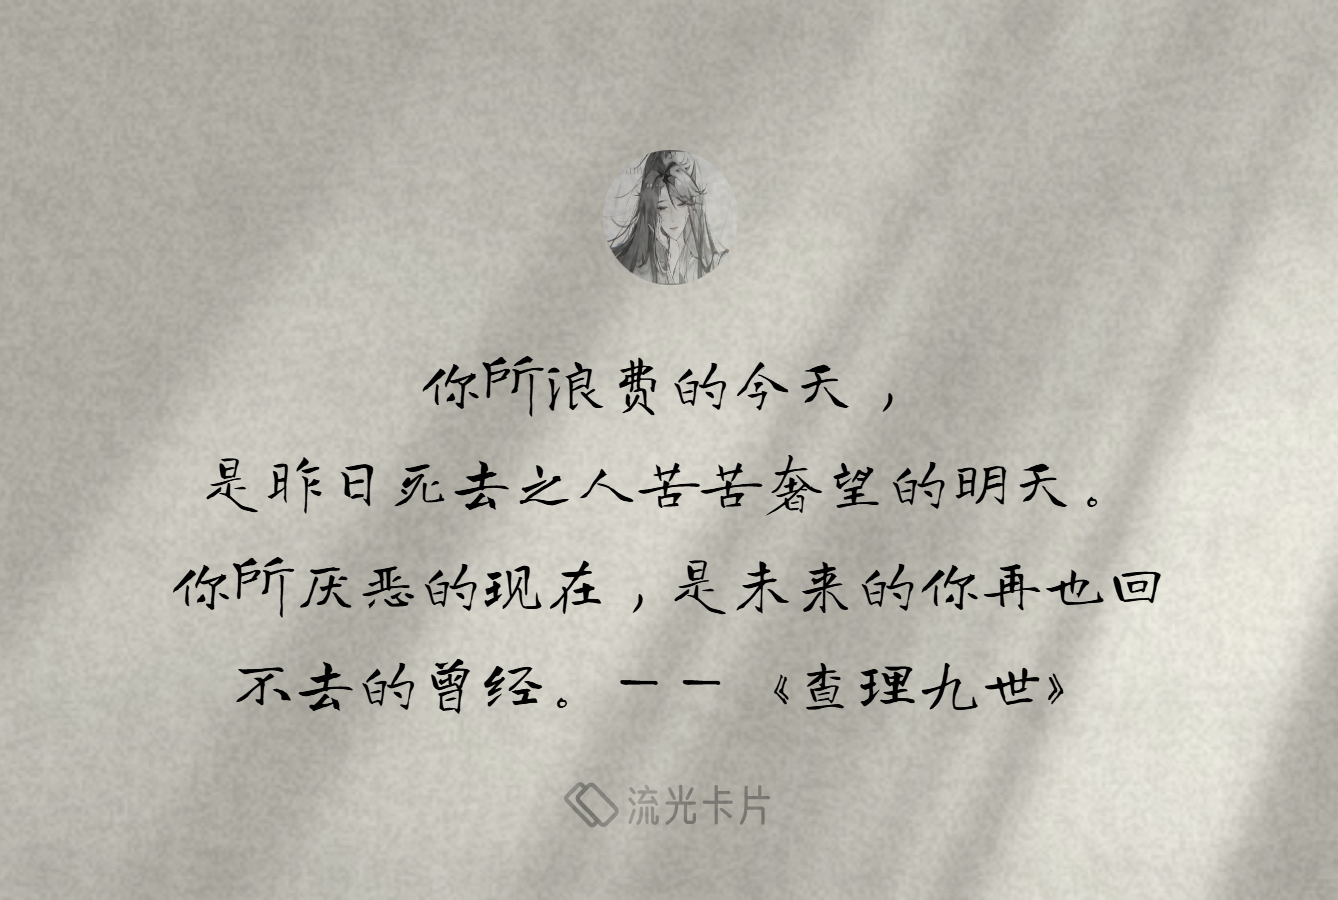 你所浪费的今天，
是昨日死去之人苦苦奢望的明天。
你所厌恶的现在，是未来的你再也回
不去的曾经。——《查理九世》
流光卡片